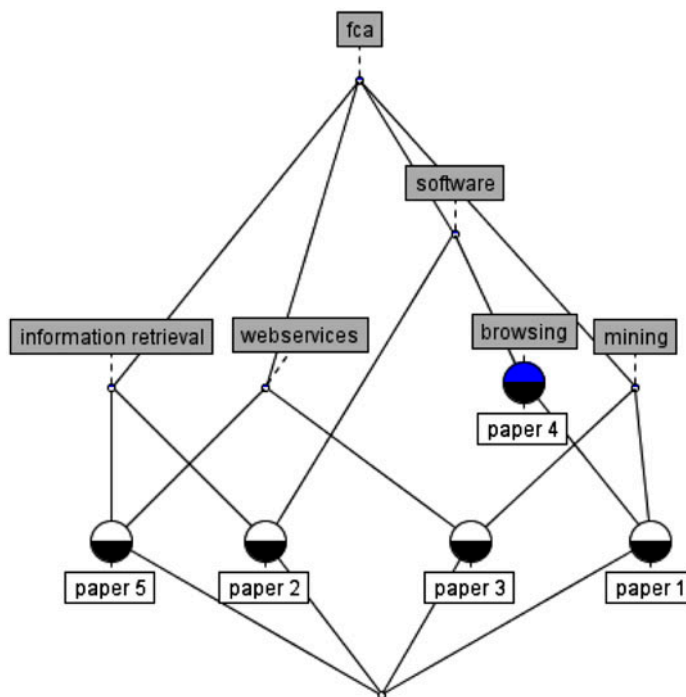 fca
software
information retrieval
webservices
browsing
mining
paper 4
paper 5
paper 2
paper 3
paper 1